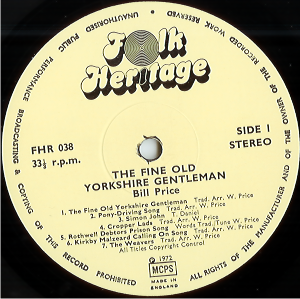 Folk
Heritage
FHR 038
33⅓ r.p.m.
SIDE 1
STEREO
THE FINE OLD
YORKSHIRE GENTLEMAN
Bill Price
1. The Fine Old Yorkshire Gentleman Trad. Arr. W. Price
2. Pony-Driving Song Trad. Arr. W. Price
3. Simon John T. Daniel
4. Cropper Lads Trad. Arr. W. Price
5. Rothwell Debtors Prison Song Words Trad./Tune W. Price
6. Kirkby Malzeard Calling On Song Trad. Arr. W. Price
7. The Weavers Trad. Arr. W. Price
All Titles Copyright Control
℗ 1972
MCPS
MADE IN
ENGLAND
ALL RIGHTS OF THE MANUFACTURER AND OF THE OWNER OF THE RECORDED WORK RESERVED
UNAUTHORISED PUBLIC PERFORMANCE BROADCASTING & COPYING OF THIS RECORD PROHIBITED